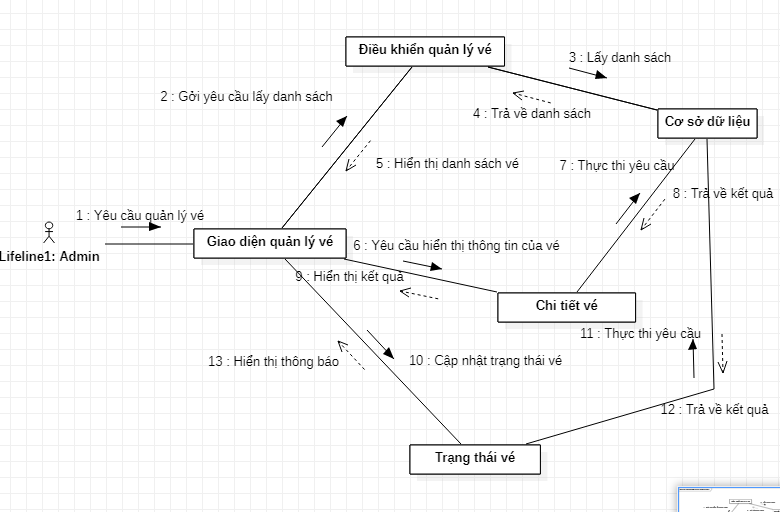 Điều khiển quản lý vé
3 : Lấy danh sách
2 : Gởi yêu cầu lấy danh sách
4 : Trả về danh sách
Cơ sở dữ liệu
5 : Hiển thị danh sách vé
7 : Thực thi yêu cầu
8 : Trả về kết quả
1 : Yêu cầu quản lý vé
Giao diện quản lý vé
6 : Yêu cầu hiển thị thông tin của vé
Lifeline1: Admin
9 : Hiển thị kết quả
Chi tiết vé
11 : Thực thi yêu cầu
13 : Hiển thị thông báo
10 : Cập nhật trạng thái vé
12 : Trả về kết quả
Trạng thái vé